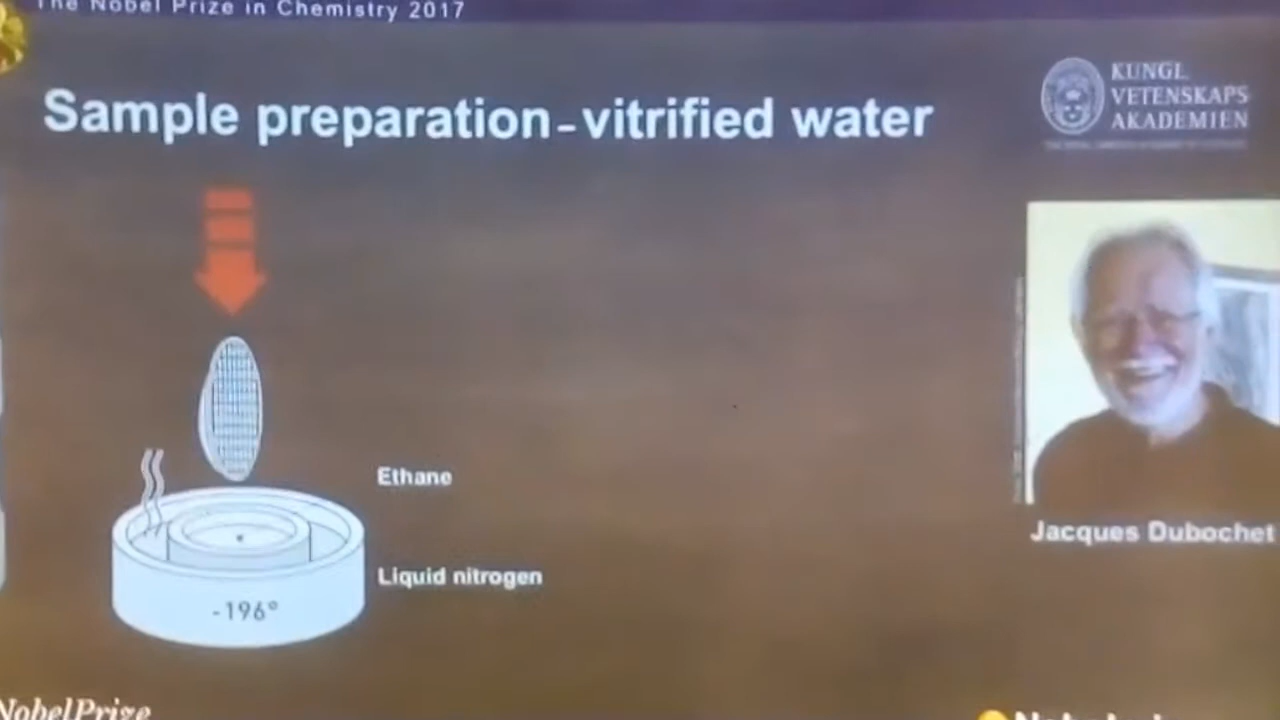 The Nobel Prize in Chemistry 2017
Sample preparation - vitrified water
KUNGL.
VETENSKAPS
AKADEMIEN
Ethane
Liquid nitrogen
-196°
Jacques Dubochet
NobelPrize